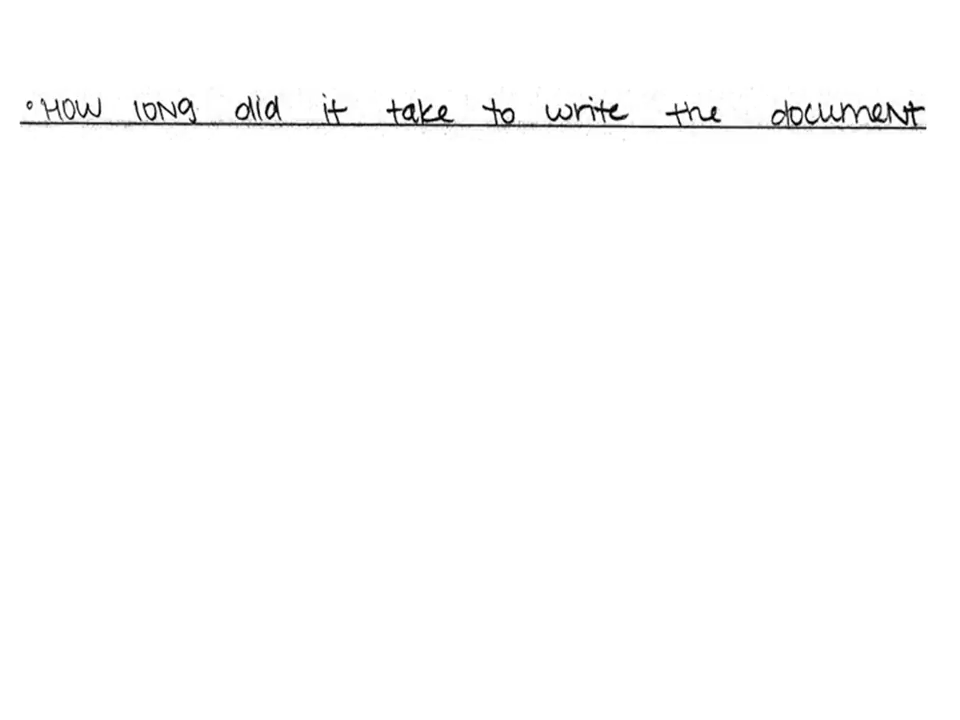 • HOW long did it take to write the document